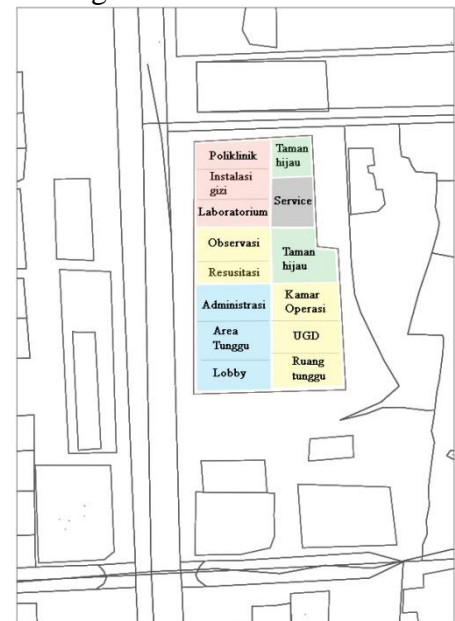 Poliklinik
Instalasi
gizi
Laboratorium
Observasi
Resusitasi
Administrasi
Area
Tunggu
Lobby
Taman
hijau
Service
Taman
hijau
Kamar
Operasi
UGD
Ruang
tunggu